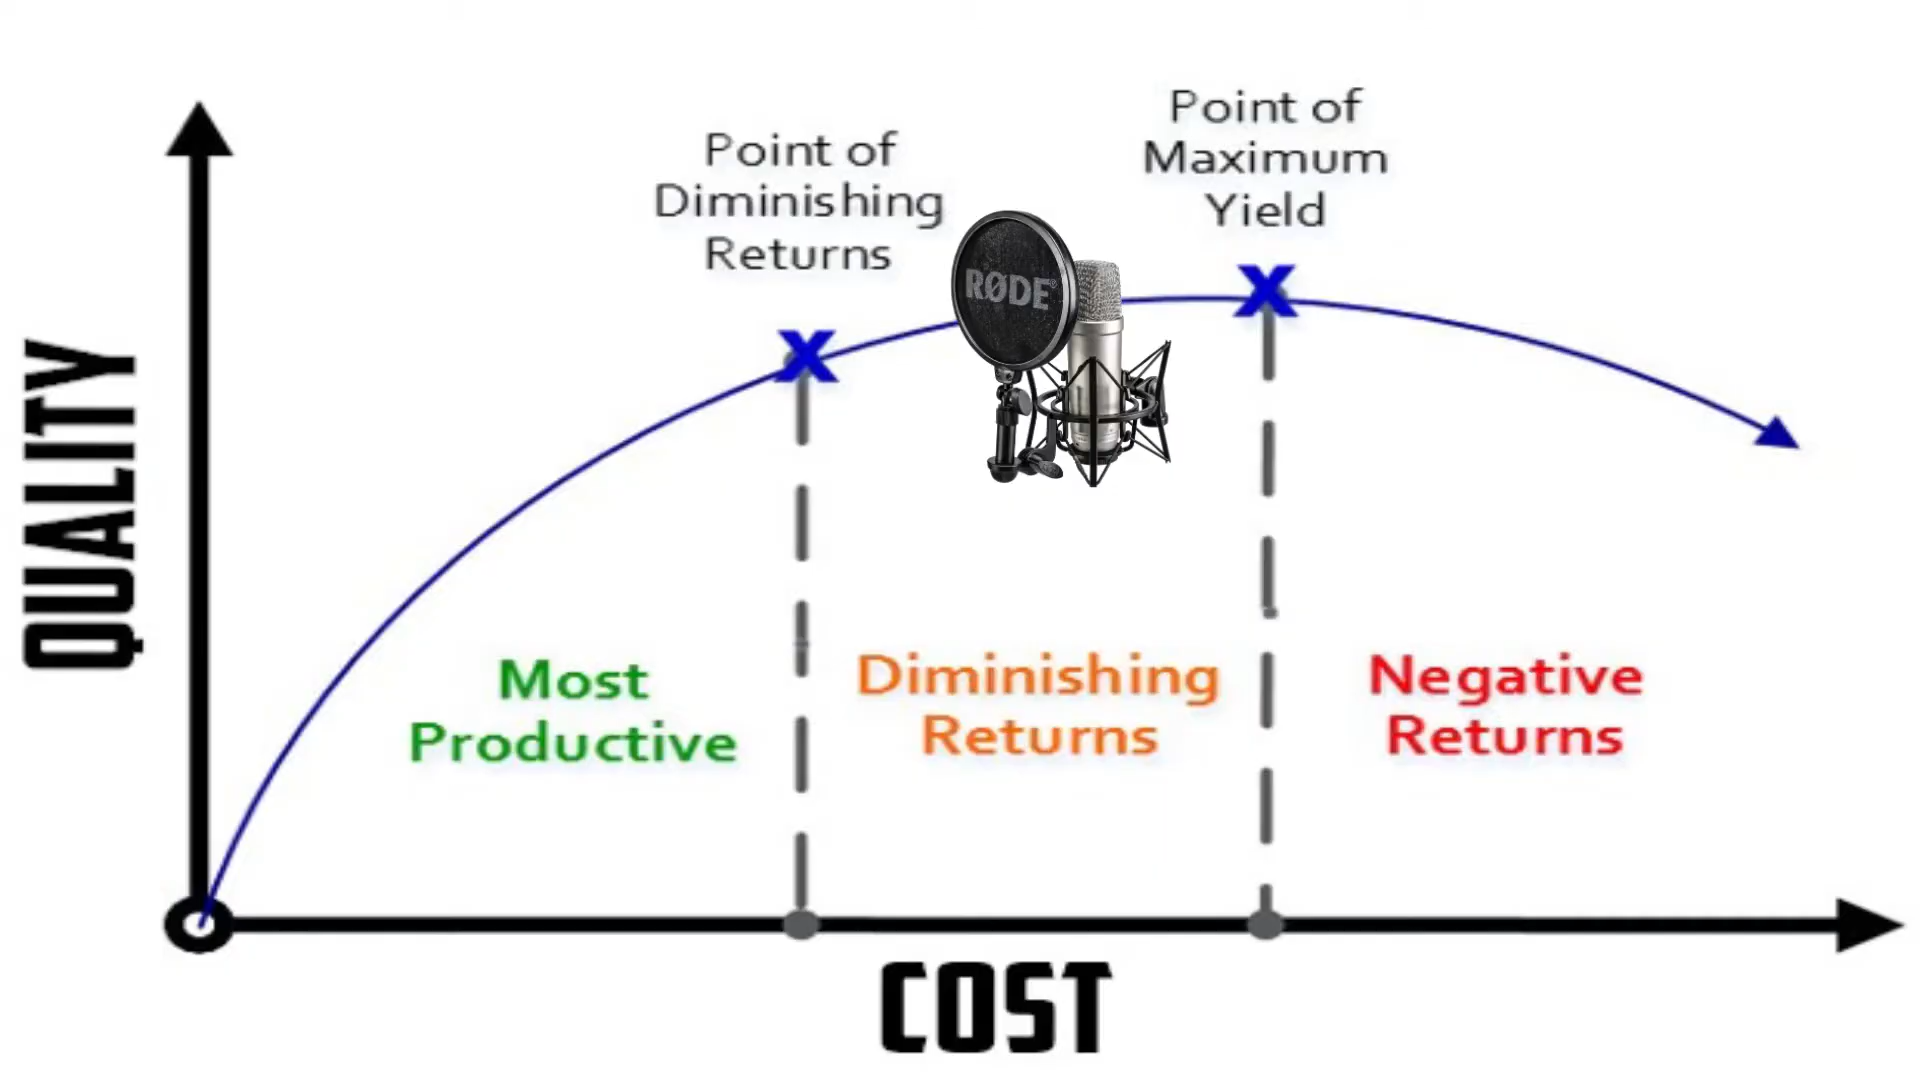 Point of
Diminishing
Returns
Point of
Maximum
Yield
RØDE®
QUALITY
Most
Productive
Diminishing
Returns
Negative
Returns
COST